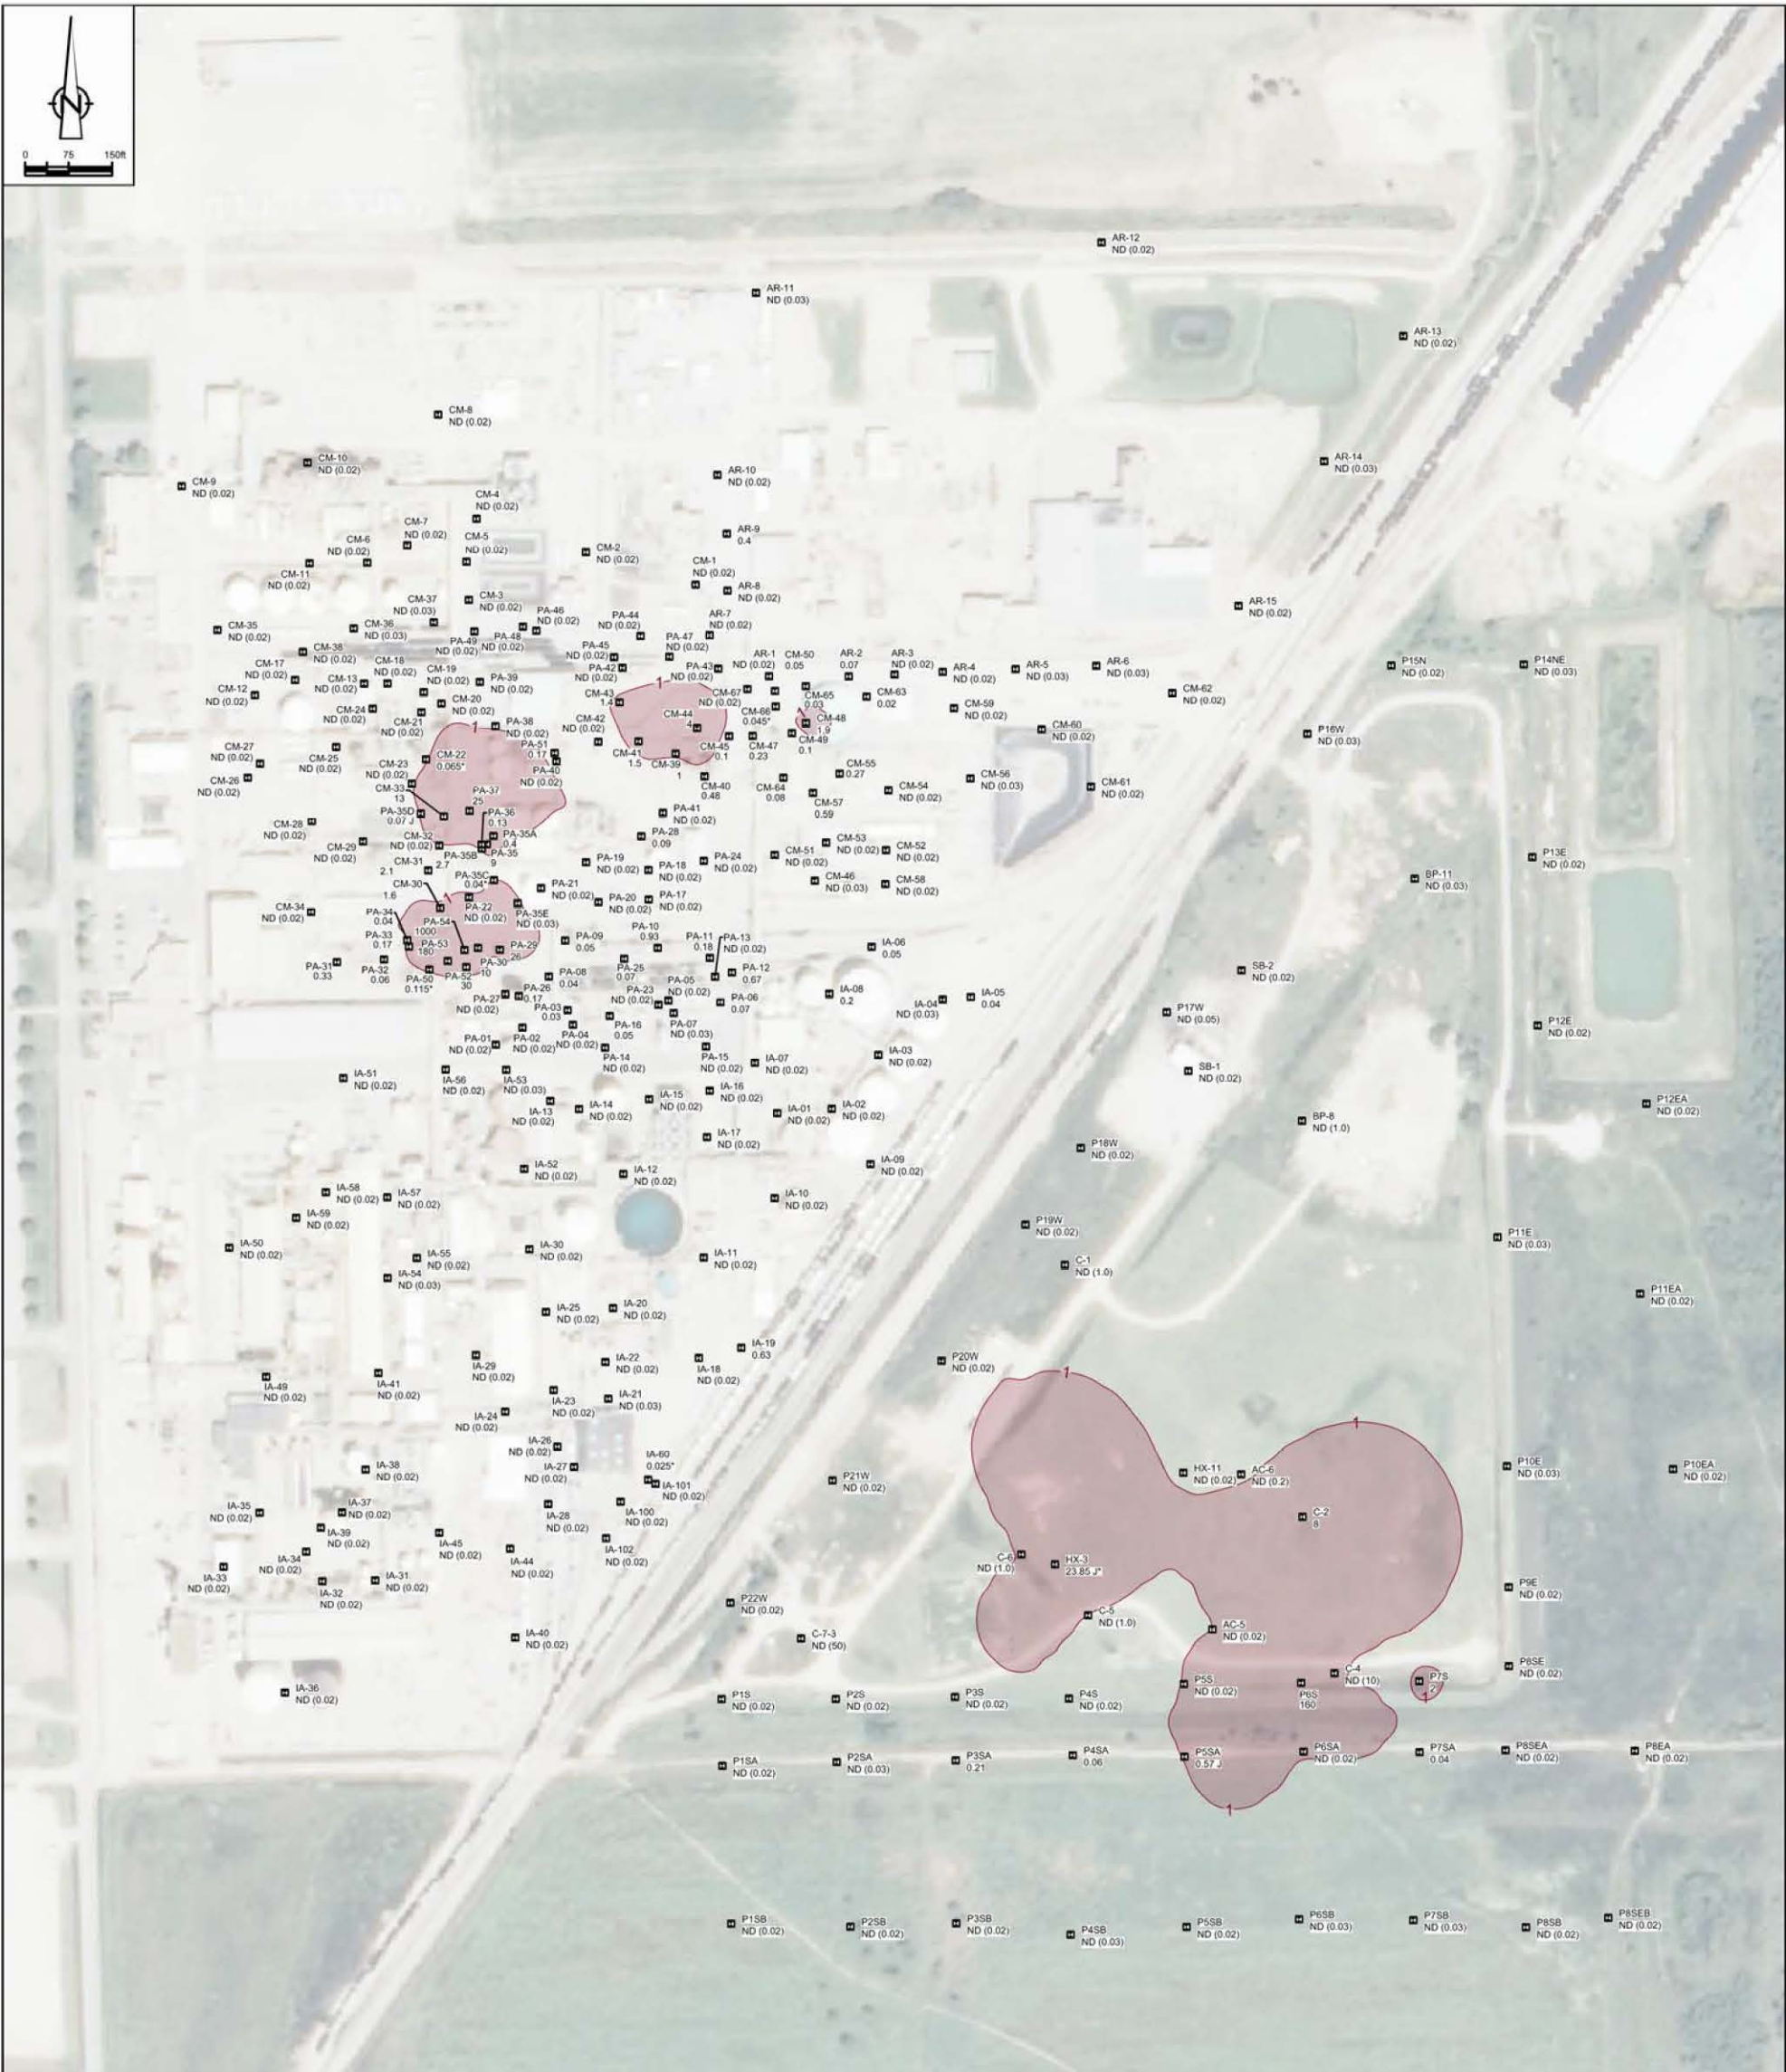 N
0 75 150ft
AR-12
ND (0.02)
AR-11
ND (0.03)
AR-13
ND (0.02)
CM-8
ND (0.02)
CM-10
ND (0.02)
CM-9
ND (0.02)
AR-14
ND (0.03)
AR-10
ND (0.02)
CM-4
ND (0.02)
CM-7
ND (0.02)
CM-5
ND (0.02)
CM-6
ND (0.02)
CM-11
ND (0.02)
CM-2
ND (0.02)
AR-9
0.4
CM-1
ND (0.02)
AR-8
ND (0.02)
AR-15
ND (0.02)
CM-37
ND (0.03)
CM-3
ND (0.02)
PA-46
ND (0.02)
PA-44
ND (0.02)
AR-7
ND (0.02)
CM-35
ND (0.02)
CM-36
ND (0.03)
PA-49
ND (0.02)
PA-48
ND (0.02)
PA-45
ND (0.02)
PA-47
ND (0.02)
CM-38
ND (0.02)
CM-17
ND (0.02)
CM-18
ND (0.02)
CM-13
ND (0.02)
CM-19
ND (0.02)
PA-39
ND (0.02)
PA-42
ND (0.02)
PA-43
ND (0.02)
AR-1
ND (0.02)
CM-50
0.05
AR-2
0.07
AR-3
ND (0.02)
AR-4
ND (0.02)
AR-5
ND (0.03)
AR-6
ND (0.03)
P15N
ND (0.02)
P14NE
ND (0.03)
CM-12
ND (0.02)
CM-24
ND (0.02)
CM-20
ND (0.02)
CM-21
ND (0.02)
CM-43
1.4
1
CM-67
ND (0.02)
CM-65
0.03
CM-63
0.02
CM-59
ND (0.02)
CM-62
ND (0.02)
CM-66
0.045*
CM-48
1.9
CM-44
4
CM-42
ND (0.02)
1
PA-38
ND (0.02)
CM-60
ND (0.02)
P16W
ND (0.03)
CM-27
ND (0.02)
CM-25
ND (0.02)
CM-26
ND (0.02)
CM-23
ND (0.02)
CM-22
0.065*
PA-51
0.17
PA-40
ND (0.02)
CM-41
1.5
CM-39
1
CM-45
0.1
CM-47
0.23
CM-49
0.1
CM-40
0.48
CM-64
0.08
CM-55
0.27
CM-57
0.59
CM-54
ND (0.02)
CM-56
ND (0.03)
CM-61
ND (0.02)
CM-33
13
PA-37
25
PA-35D
0.07 J
PA-36
0.13
PA-41
ND (0.02)
CM-28
ND (0.02)
CM-29
ND (0.02)
CM-32
ND (0.02)
PA-35A
0.4
PA-35B
2.7
PA-35
9
PA-28
0.09
CM-53
ND (0.02)
CM-52
ND (0.02)
CM-51
ND (0.02)
P13E
ND (0.02)
CM-31
2.1
PA-35C
0.04*
PA-19
ND (0.02)
PA-18
ND (0.02)
PA-24
ND (0.02)
CM-46
ND (0.03)
CM-58
ND (0.02)
BP-11
ND (0.03)
CM-30
1.6
1
PA-21
ND (0.02)
PA-20
ND (0.02)
PA-17
ND (0.02)
CM-34
ND (0.02)
PA-34
0.04
PA-22
ND (0.02)
PA-35E
ND (0.03)
PA-33
0.17
PA-54
1000
PA-53
180
PA-29
26
PA-09
0.05
PA-10
0.93
PA-11
0.18
PA-13
ND (0.02)
IA-06
0.05
PA-31
0.33
PA-32
0.06
PA-50
0.115*
PA-52
30
PA-30
10
PA-25
0.07
PA-12
0.67
SB-2
ND (0.02)
PA-08
0.04
PA-27
ND (0.02)
PA-26
0.17
PA-23
ND (0.02)
PA-05
ND (0.02)
PA-06
0.07
IA-08
0.2
IA-04
ND (0.03)
IA-05
0.04
P17W
ND (0.05)
P12E
ND (0.02)
PA-03
0.03
PA-16
0.05
PA-07
ND (0.03)
PA-01
ND (0.02)
PA-02
ND (0.02)
PA-04
ND (0.02)
PA-14
ND (0.02)
PA-15
ND (0.02)
IA-07
ND (0.02)
IA-03
ND (0.02)
SB-1
ND (0.02)
IA-51
ND (0.02)
IA-56
ND (0.02)
IA-53
ND (0.03)
IA-13
ND (0.02)
IA-14
ND (0.02)
IA-15
ND (0.02)
IA-16
ND (0.02)
IA-01
ND (0.02)
IA-02
ND (0.02)
P12EA
ND (0.02)
BP-8
ND (1.0)
IA-17
ND (0.02)
P18W
ND (0.02)
IA-52
ND (0.02)
IA-12
ND (0.02)
IA-09
ND (0.02)
IA-58
ND (0.02)
IA-57
ND (0.02)
IA-10
ND (0.02)
IA-59
ND (0.02)
P19W
ND (0.02)
P11E
ND (0.03)
IA-50
ND (0.02)
IA-30
ND (0.02)
IA-55
ND (0.02)
IA-11
ND (0.02)
C-1
ND (1.0)
IA-54
ND (0.03)
P11EA
ND (0.02)
IA-25
ND (0.02)
IA-20
ND (0.02)
IA-19
0.63
IA-29
ND (0.02)
IA-22
ND (0.02)
IA-18
ND (0.02)
P20W
ND (0.02)
1
IA-49
ND (0.02)
IA-41
ND (0.02)
IA-23
ND (0.02)
IA-21
ND (0.03)
IA-24
ND (0.02)
1
IA-26
ND (0.02)
IA-27
ND (0.02)
IA-60
0.025*
IA-101
ND (0.02)
IA-38
ND (0.02)
P21W
ND (0.02)
HX-11
ND (0.02)
AC-6
ND (0.2)
P10E
ND (0.03)
P10EA
ND (0.02)
IA-35
ND (0.02)
IA-37
ND (0.02)
IA-28
ND (0.02)
IA-100
ND (0.02)
C-2
8
IA-39
ND (0.02)
IA-45
ND (0.02)
IA-102
ND (0.02)
IA-34
ND (0.02)
IA-44
ND (0.02)
C-6
ND (1.0)
HX-3
23.85 J*
IA-33
ND (0.02)
IA-32
ND (0.02)
IA-31
ND (0.02)
P9E
ND (0.02)
P22W
ND (0.02)
C-5
ND (1.0)
AC-5
ND (0.02)
IA-40
ND (0.02)
C-7-3
ND (50)
P8SE
ND (0.02)
C-4
ND (10)
P7S
2
1
IA-36
ND (0.02)
P1S
ND (0.02)
P2S
ND (0.02)
P3S
ND (0.02)
P4S
ND (0.02)
P5S
ND (0.02)
P6S
160
P1SA
ND (0.02)
P2SA
ND (0.03)
P3SA
0.21
P4SA
0.06
P5SA
0.57 J
P6SA
ND (0.02)
P7SA
0.04
P8SEA
ND (0.02)
P8EA
ND (0.02)
1
P1SB
ND (0.02)
P2SB
ND (0.02)
P3SB
ND (0.02)
P4SB
ND (0.03)
P5SB
ND (0.02)
P6SB
ND (0.03)
P7SB
ND (0.03)
P8SB
ND (0.02)
P8SEB
ND (0.02)